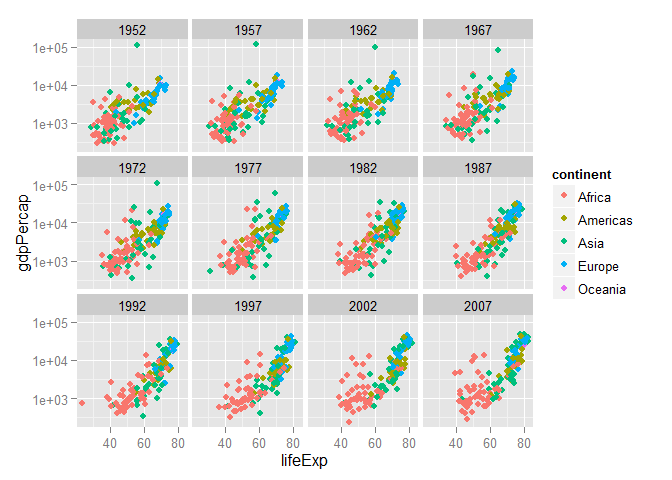 1952 1957 1962 1967
1e+05
1e+04
1e+03
1972 1977 1982 1987
1e+05
1e+04
1e+03
1992 1997 2002 2007
1e+05
1e+04
1e+03
40 60 80 40 60 80 40 60 80 40 60 80
lifeExp
gdpPercap
continent
Africa
Americas
Asia
Europe
Oceania